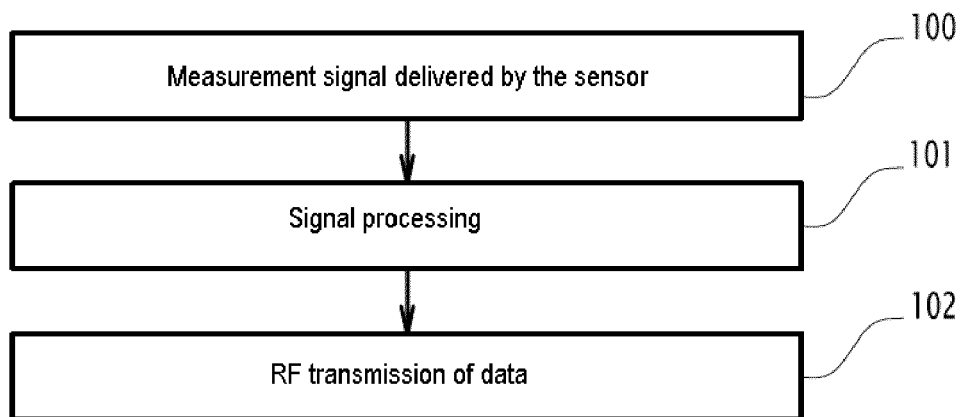 100
Measurement signal delivered by the sensor
101
Signal processing
102
RF transmission of data